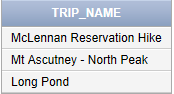 TRIP_NAME
McLennan Reservation Hike
Mt Ascutney - North Peak
Long Pond